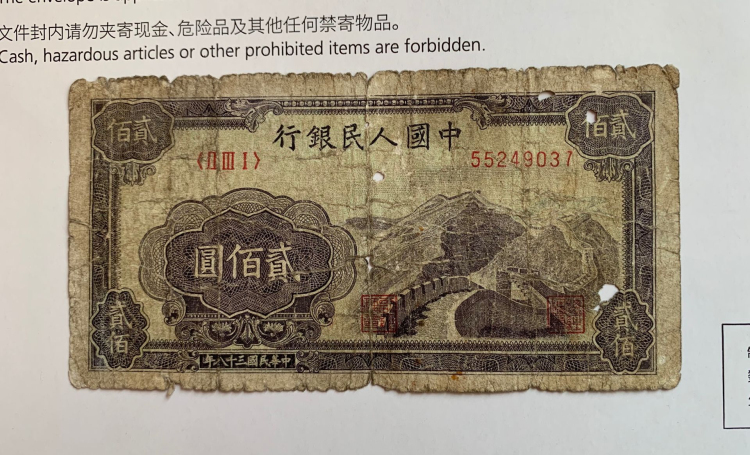 文件封内请勿夹寄现金、危险品及其他任何禁寄物品。
Cash, hazardous articles or other prohibited items are forbidden.
佰貳
佰貳
行銀民人國中
〈I II III〉
55249037
圓佰貳
貳佰
貳佰
年八十三國民華中